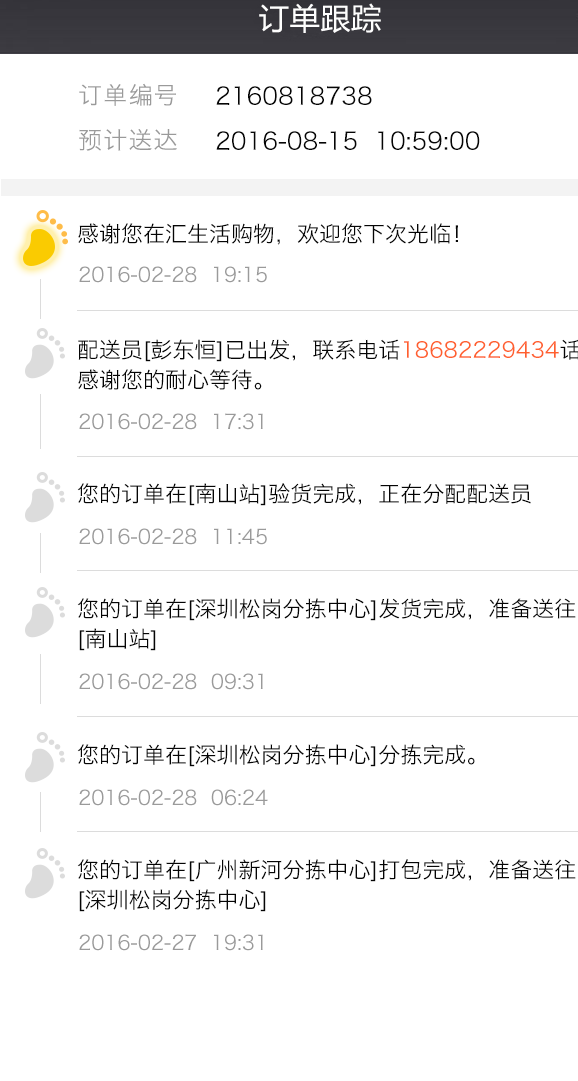 订单跟踪
订单编号 2160818738
预计送达 2016-08-15 10:59:00
感谢您在汇生活购物，欢迎您下次光临！
2016-02-28 19:15
配送员[彭东恒]已出发，联系电话18682229434话
感谢您的耐心等待。
2016-02-28 17:31
您的订单在[南山站]验货完成，正在分配配送员
2016-02-28 11:45
您的订单在[深圳松岗分拣中心]发货完成，准备送往
[南山站]
2016-02-28 09:31
您的订单在[深圳松岗分拣中心]分拣完成。
2016-02-28 06:24
您的订单在[广州新河分拣中心]打包完成，准备送往
[深圳松岗分拣中心]
2016-02-27 19:31